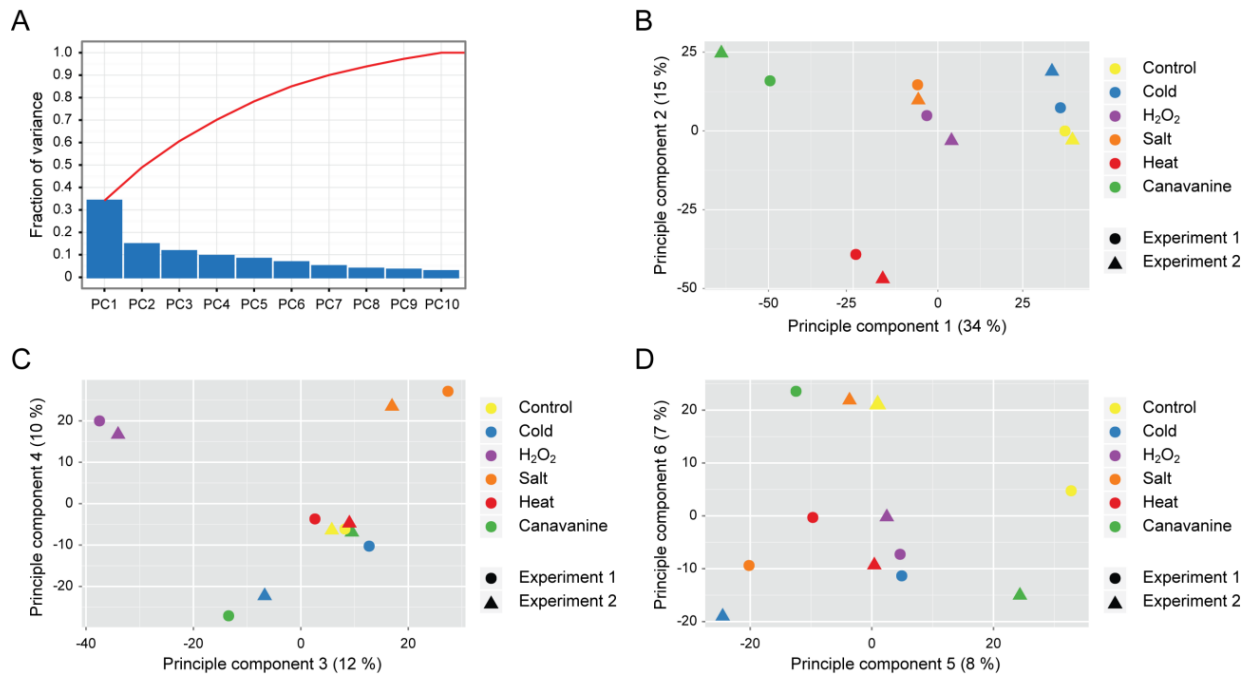 A
Fraction of variance
1.0
0.9
0.8
0.7
0.6
0.5
0.4
0.3
0.2
0.1
0
PC1 PC2 PC3 PC4 PC5 PC6 PC7 PC8 PC9 PC10
B
Principle component 2 (15 %)
25
0
-25
-50
-50 -25 0 25
Principle component 1 (34 %)
Control
Cold
H₂O₂
Salt
Heat
Canavanine
Experiment 1
Experiment 2
C
Principle component 4 (10 %)
20
10
0
-10
-20
-40 -20 0 20
Principle component 3 (12 %)
Control
Cold
H₂O₂
Salt
Heat
Canavanine
Experiment 1
Experiment 2
D
Principle component 6 (7 %)
20
10
0
-10
-20
-20 0 20
Principle component 5 (8 %)
Control
Cold
H₂O₂
Salt
Heat
Canavanine
Experiment 1
Experiment 2